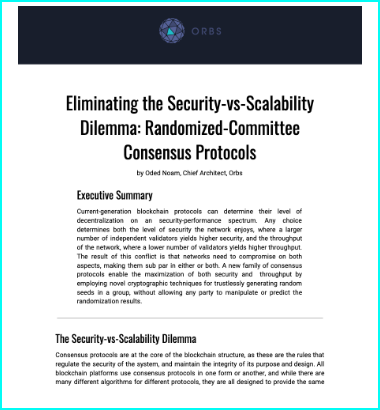 ORBS
Eliminating the Security-vs-Scalability
Dilemma: Randomized-Committee
Consensus Protocols
by Oded Noam, Chief Architect, Orbs
Executive Summary
Current-generation blockchain protocols can determine their level of
decentralization on an security-performance spectrum. Any choice
determines both the level of security the network enjoys, where a larger
number of independent validators yields higher security, and the throughput
of the network, where a lower number of validators yields higher throughput.
The result of this conflict is that networks need to compromise on both
aspects, making them sub par in either or both. A new family of consensus
protocols enable the maximization of both security and throughput by
employing novel cryptographic techniques for trustlessly generating random
seeds in a group, without allowing any party to manipulate or predict the
randomization results.
The Security-vs-Scalability Dilemma
Consensus protocols are at the core of the blockchain structure, as these are the rules that
regulate the security of the system, and maintain the integrity of its purpose and design. All
blockchain platforms use consensus protocols in one form or another, and while there are
many different algorithms for different protocols, they are all designed to provide the same